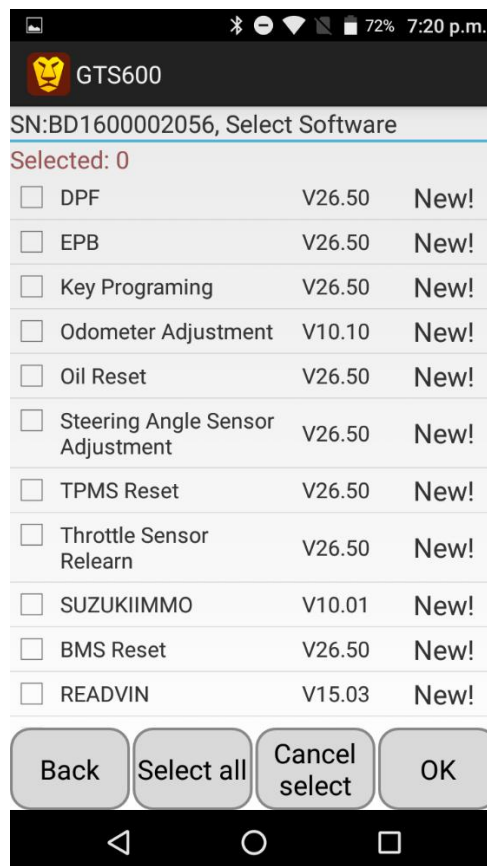 72% 7:20 p.m.
GTS600
SN:BD1600002056, Select Software
Selected: 0
DPF V26.50 New!
EPB V26.50 New!
Key Programing V26.50 New!
Odometer Adjustment V10.10 New!
Oil Reset V26.50 New!
Steering Angle Sensor
Adjustment V26.50 New!
TPMS Reset V26.50 New!
Throttle Sensor
Relearn V26.50 New!
SUZUKIIMMO V10.01 New!
BMS Reset V26.50 New!
READVIN V15.03 New!
Back Select all Cancel
select OK